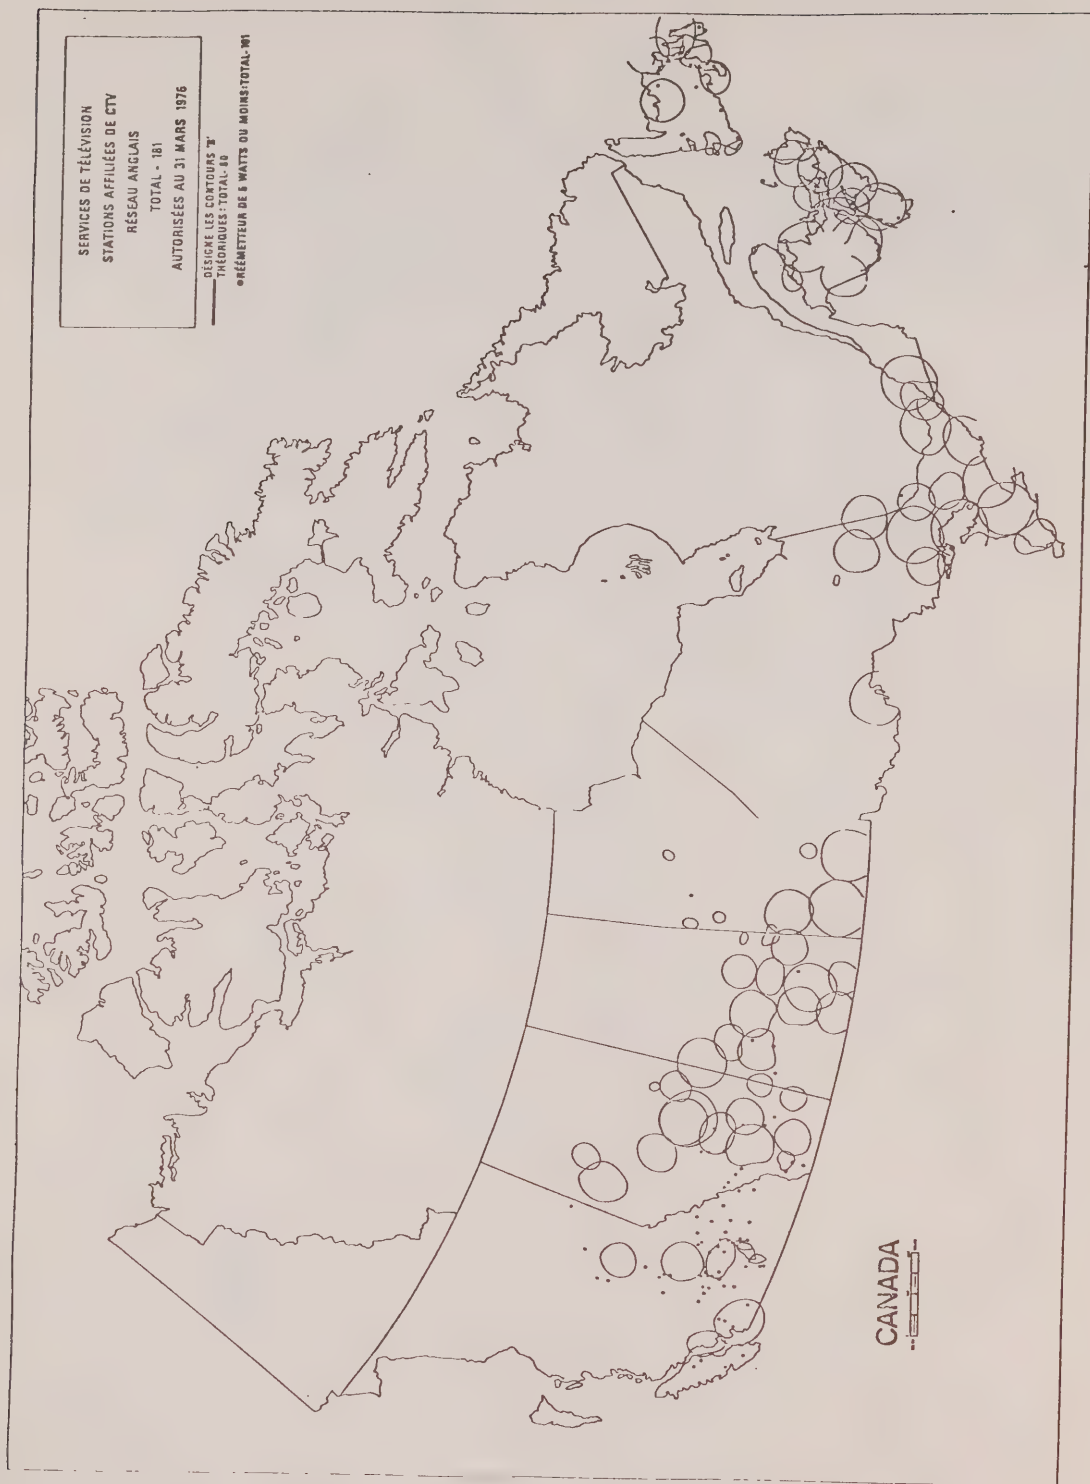 SERVICES DE TÉLÉVISION
STATIONS AFFILIÉES DE CTV
RÉSEAU ANGLAIS
TOTAL - 181
AUTORISÉES AU 31 MARS 1976
DÉSIGNE LES CONTOURS "B"
THÉORIQUES: TOTAL-80
•RÉÉMETTEUR DE 5 WATTS OU MOINS: TOTAL-101
CANADA